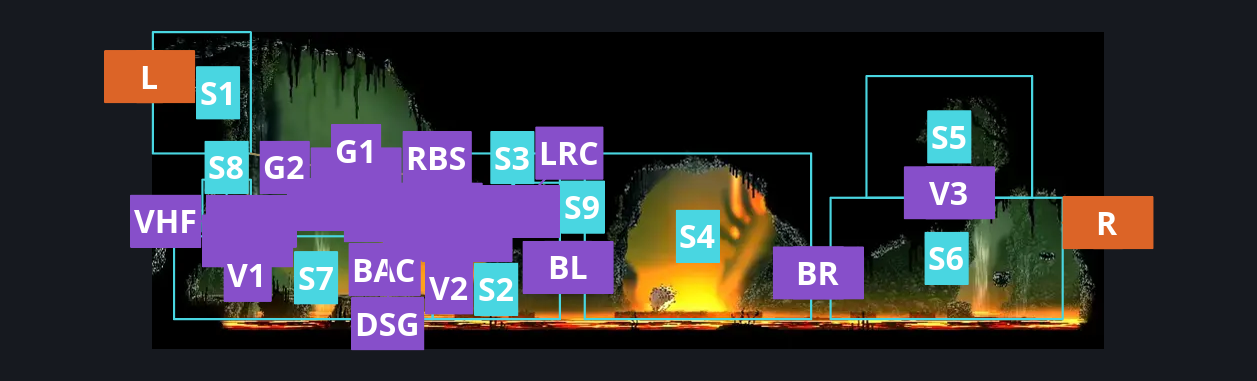 L
S1
G1
S8
G2
RBS
S3
LRC
S5
V3
VHF
S9
R
S4
V1
S7
BAC
V2
S2
BL
BR
S6
DSG